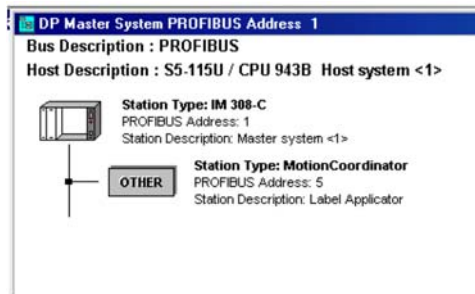 DP Master System PROFIBUS Address 1
Bus Description : PROFIBUS
Host Description : S5-115U / CPU 943B Host system <1>
Station Type: IM 308-C
PROFIBUS Address: 1
Station Description: Master system <1>
OTHER
Station Type: MotionCoordinator
PROFIBUS Address: 5
Station Description: Label Applicator